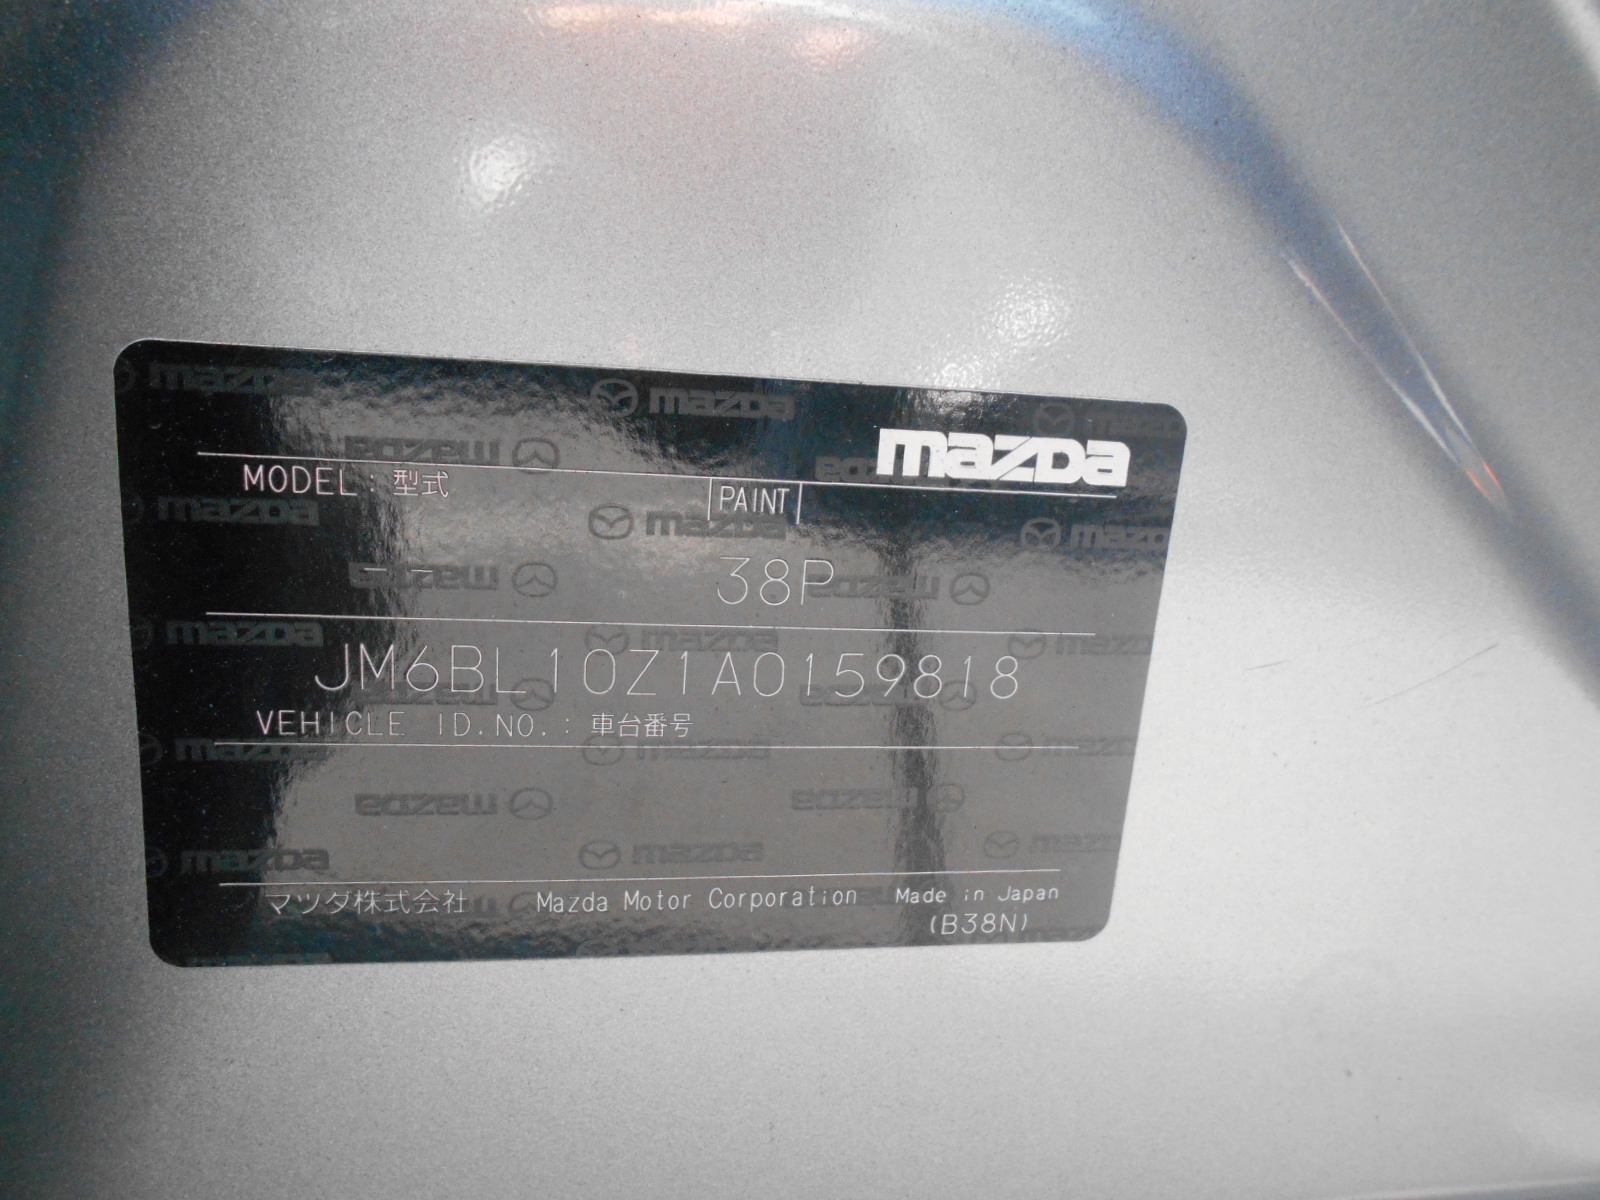 mazda
MODEL : 型式
PAINT
-- 38P
JM6BL10Z1A0159818
VEHICLE ID.NO. : 車台番号
マツダ株式会社 Mazda Motor Corporation Made in Japan
(B38N)